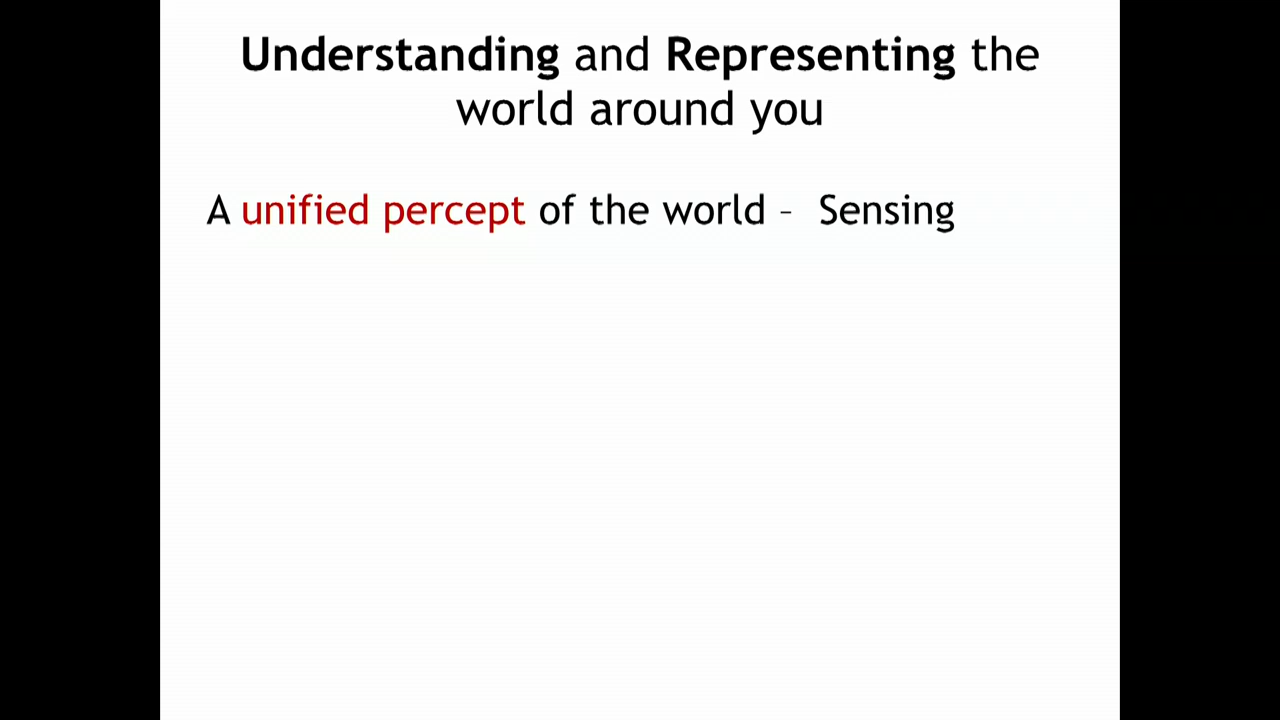 Understanding and Representing the
world around you
A unified percept of the world – Sensing